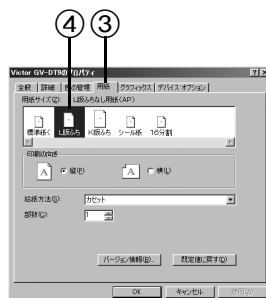 ④ ③
Victor GV-DT9のプロパティ
全般 詳細 色の管理 用紙 グラフィックス デバイス オプション
用紙サイズ(Z): L版ふちなし用紙(AP)
標準紙( L版ふち K版ふち シール紙 16分割
印刷の向き
A 縦(P) A 横(L)
給紙方法(S): カセット
部数(C): 1
バージョン情報(B)... 既定値に戻す(D)
OK キャンセル 適用(A)